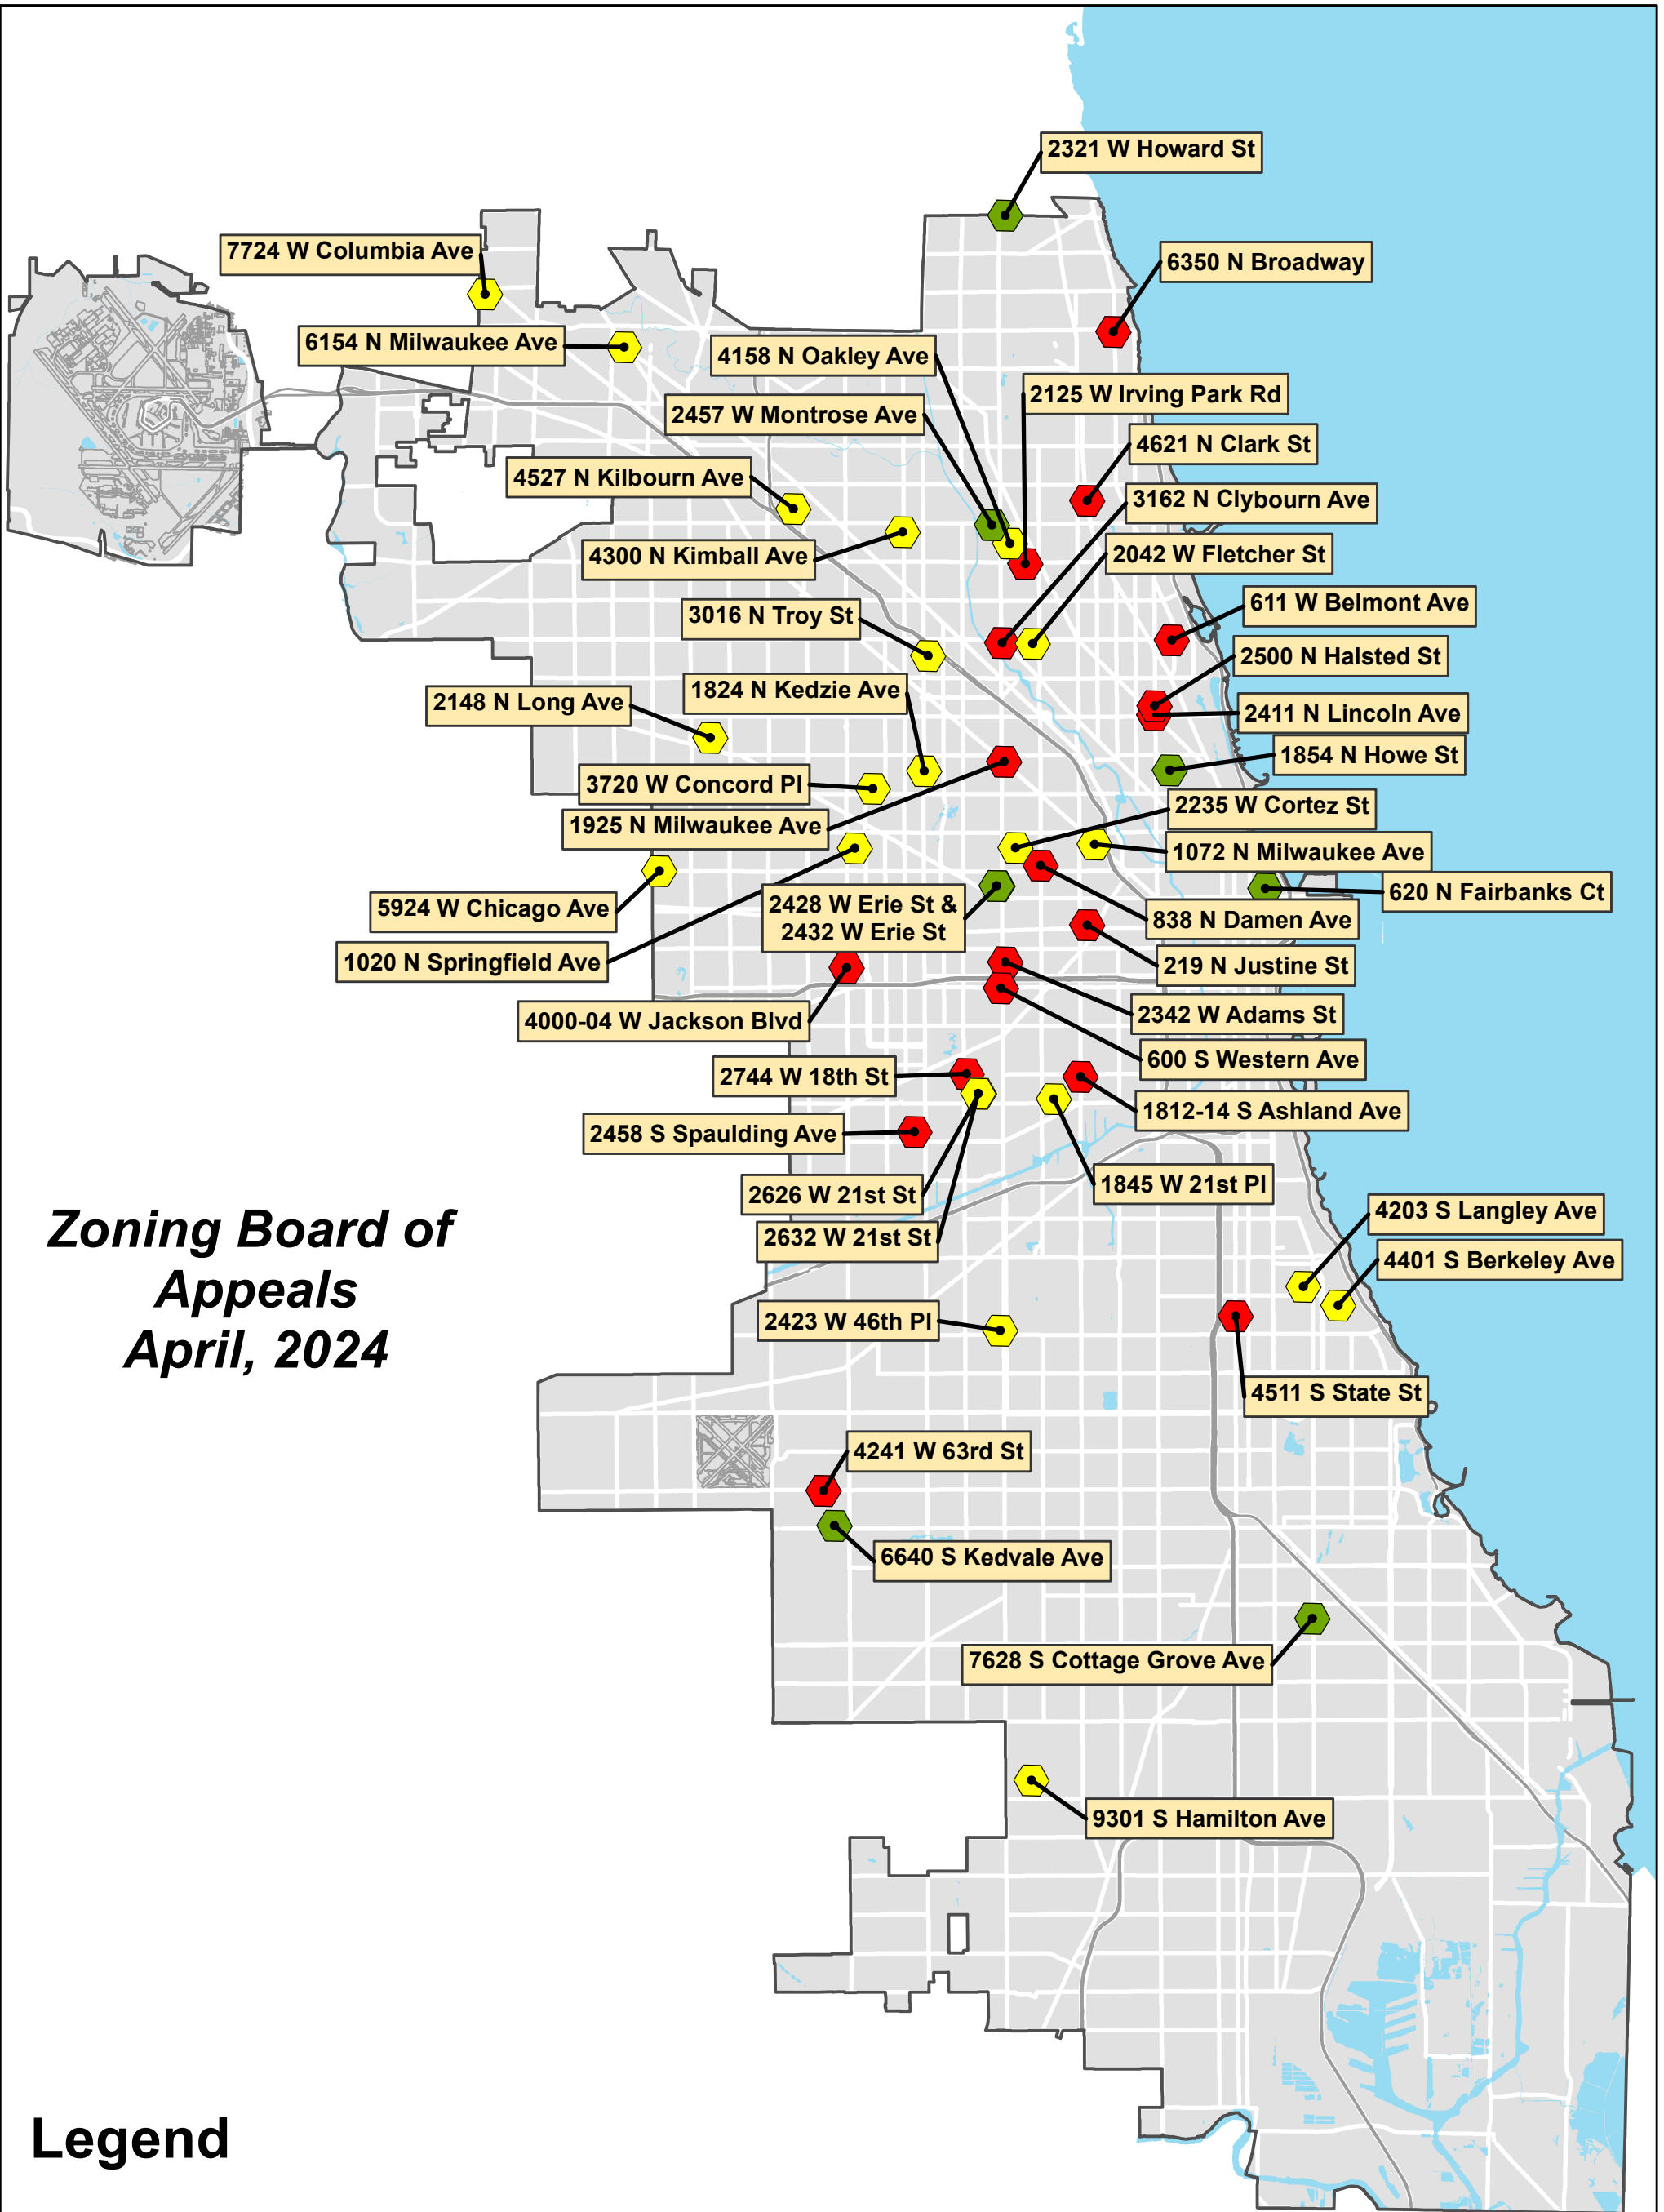 2321 W Howard St
7724 W Columbia Ave
6350 N Broadway
6154 N Milwaukee Ave
4158 N Oakley Ave
2125 W Irving Park Rd
2457 W Montrose Ave
4621 N Clark St
4527 N Kilbourn Ave
3162 N Clybourn Ave
4300 N Kimball Ave
2042 W Fletcher St
611 W Belmont Ave
3016 N Troy St
2500 N Halsted St
1824 N Kedzie Ave
2148 N Long Ave
2411 N Lincoln Ave
1854 N Howe St
3720 W Concord Pl
2235 W Cortez St
1925 N Milwaukee Ave
1072 N Milwaukee Ave
620 N Fairbanks Ct
5924 W Chicago Ave
2428 W Erie St &
2432 W Erie St
838 N Damen Ave
1020 N Springfield Ave
219 N Justine St
4000-04 W Jackson Blvd
2342 W Adams St
600 S Western Ave
2744 W 18th St
1812-14 S Ashland Ave
2458 S Spaulding Ave
1845 W 21st Pl
2626 W 21st St
2632 W 21st St
4203 S Langley Ave
4401 S Berkeley Ave
Zoning Board of
Appeals
April, 2024
2423 W 46th Pl
4511 S State St
4241 W 63rd St
6640 S Kedvale Ave
7628 S Cottage Grove Ave
9301 S Hamilton Ave
Legend